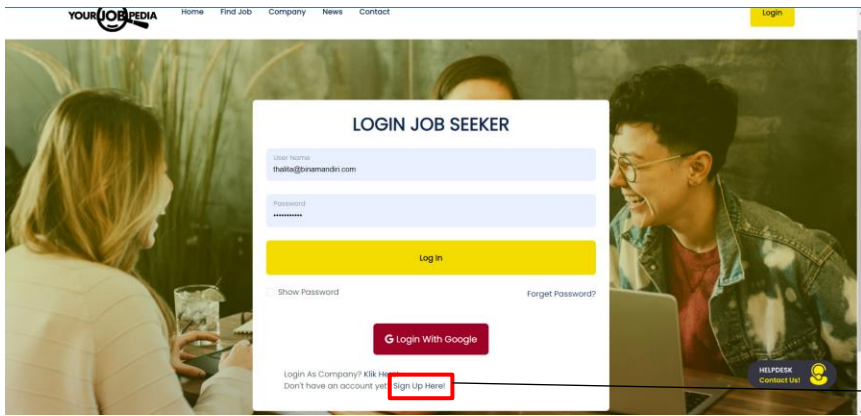 YOUR JOB PEDIA
Home Find Job Company News Contact
Login
LOGIN JOB SEEKER
User Name
thalita@binamandiri.com
Password
•••••••••••
Log In
Show Password
Forget Password?
G Login With Google
Login As Company? Klik Here!
Don't have an account yet Sign Up Here!
HELPDESK
Contact Us!